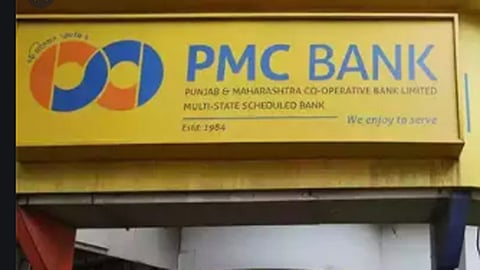 PMC BANK
PUNJAB & MAHARASHTRA CO-OPERATIVE BANK LIMITED
MULTI-STATE SCHEDULED BANK
Estd. 1984
We enjoy to serve